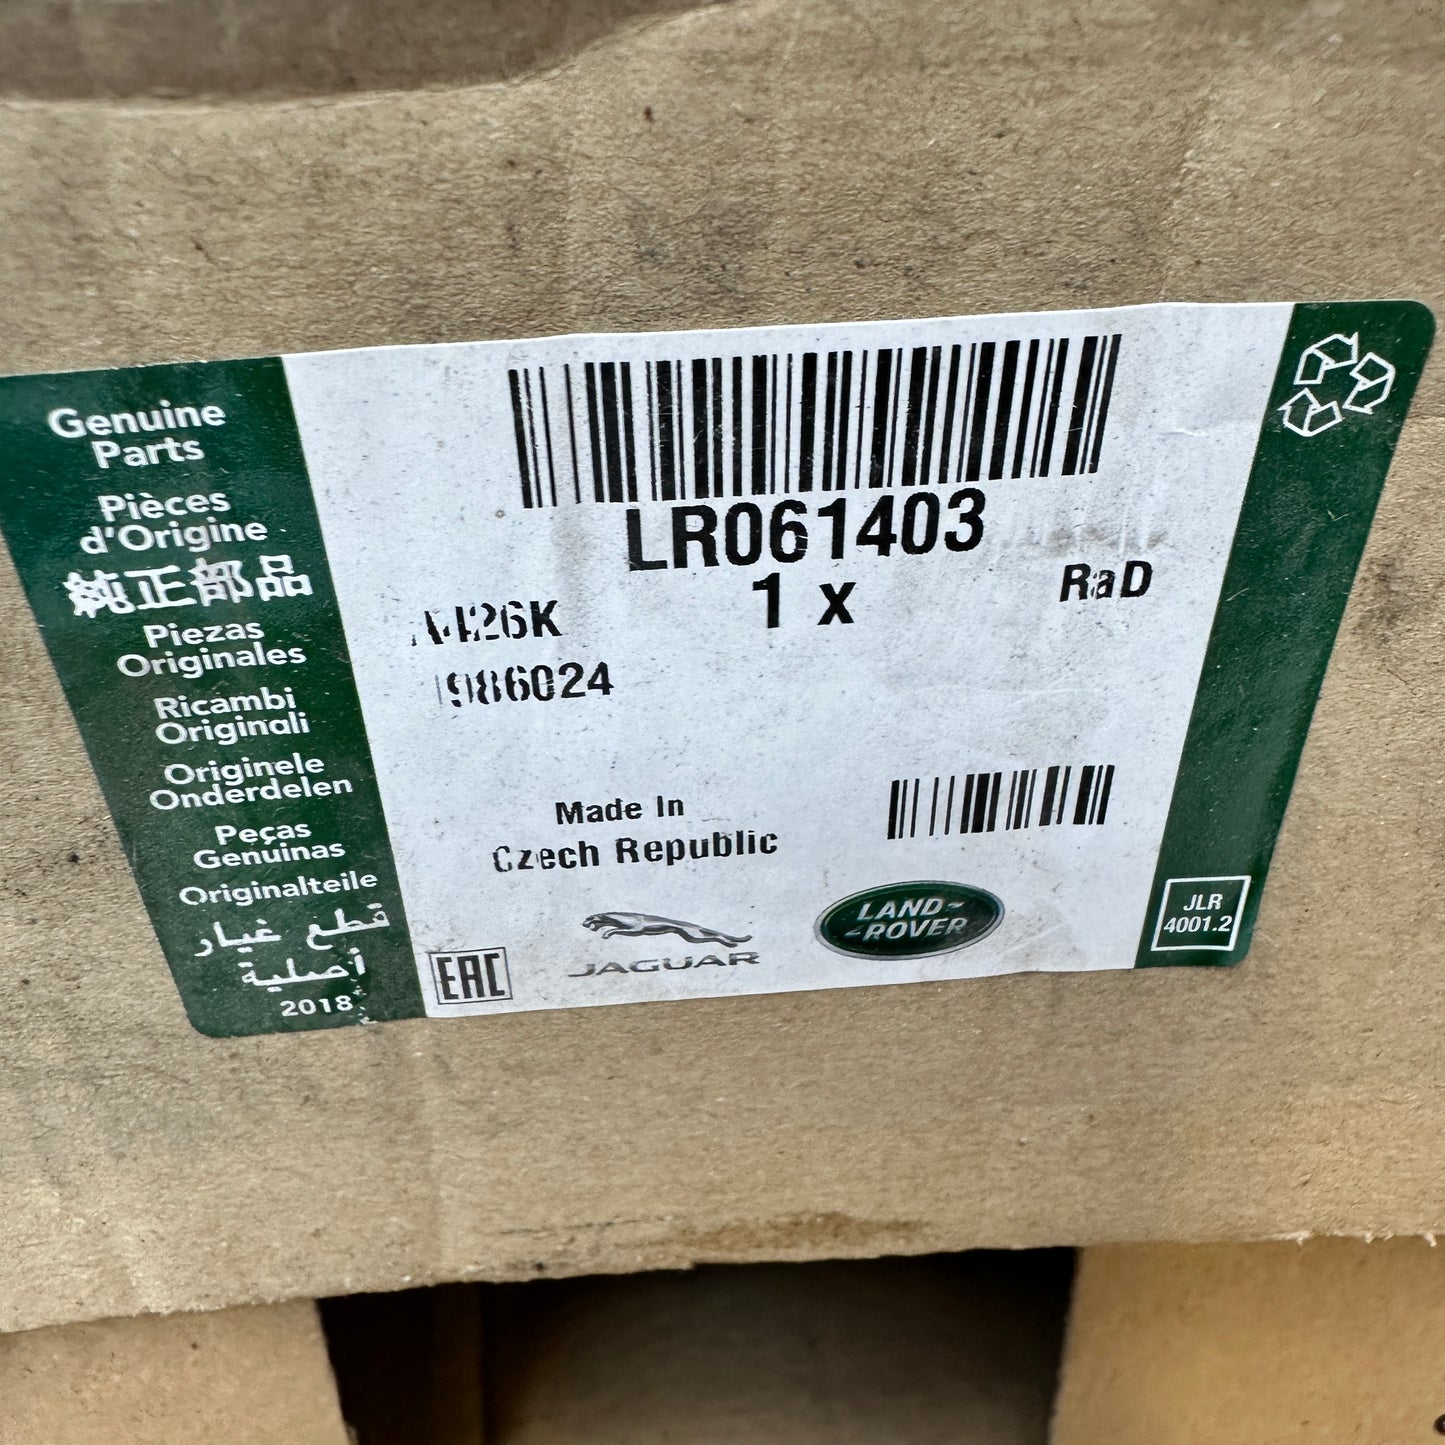 Genuine
Parts
Pièces
d'Origine
純正部品
Piezas
Originales
Ricambi
Originali
Originele
Onderdelen
Peças
Genuinas
Originalteile
قطع غيار
أصلية
2018
LR061403
1 x
RaD
986024
Made In
Czech Republic
EAC
JAGUAR
LAND-
-ROVER
JLR
4001.2